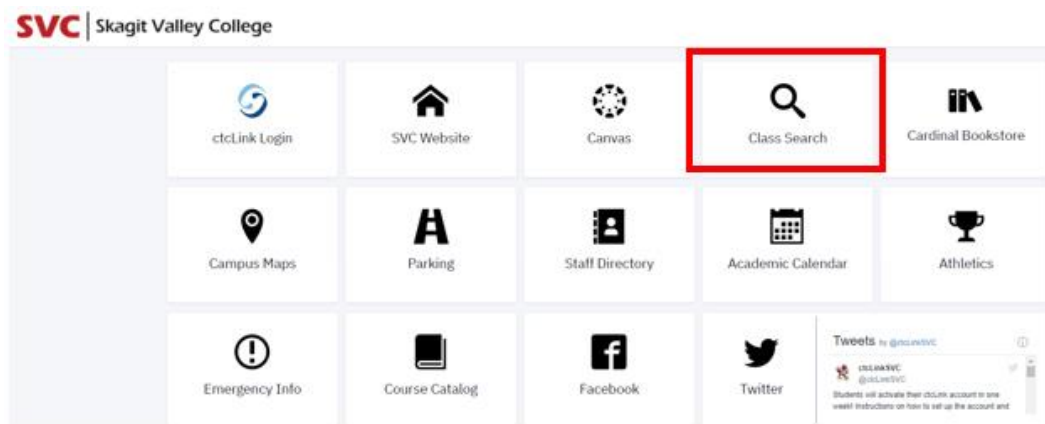 SVC Skagit Valley College
ctcLink Login
SVC Website
Canvas
Class Search
Cardinal Bookstore
Campus Maps
Parking
Staff Directory
Academic Calendar
Athletics
Emergency Info
Course Catalog
Facebook
Twitter
Tweets by @ctcLinkSVC
ctcLinkSVC
@ctcLinkSVC
Students will activate their ctcLink account in one
week! Instructions on how to set up the account and